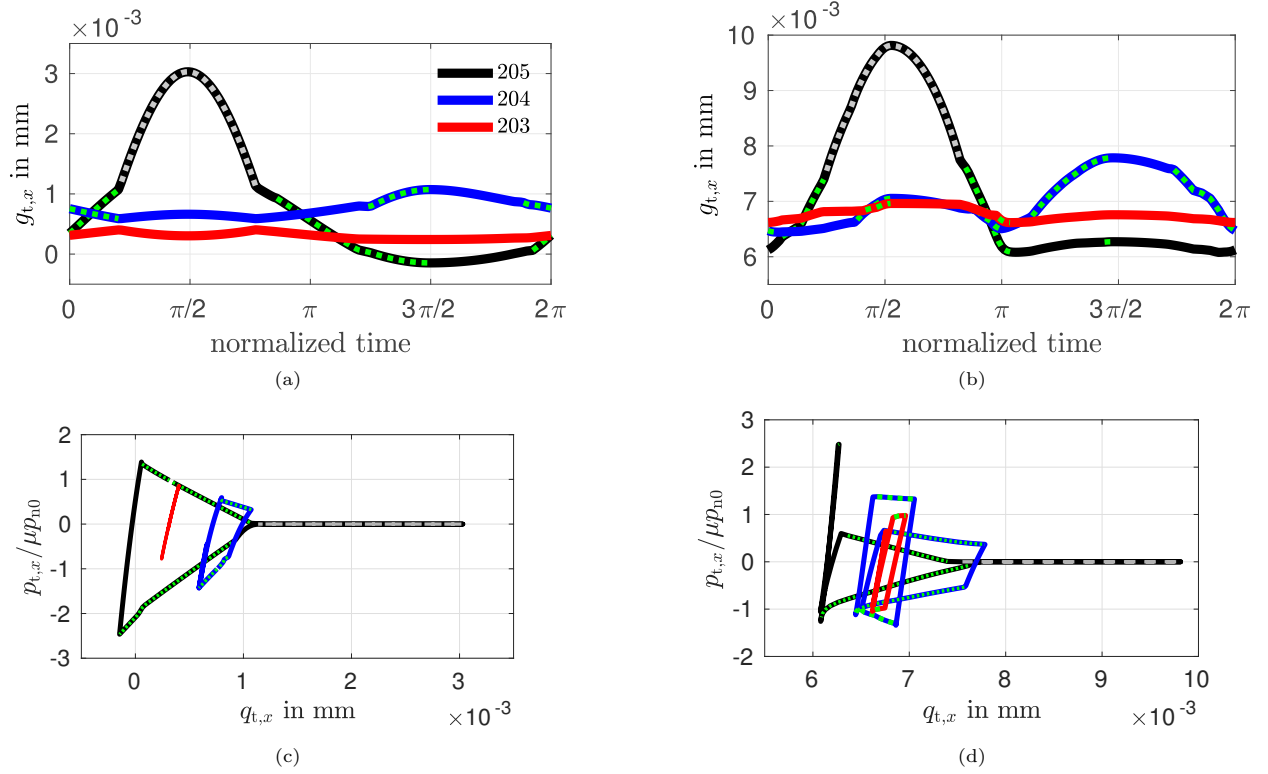 ×10⁻³
3
2
1
0
g_{t,x} in mm
205
204
203
0 π/2 π 3π/2 2π
normalized time
(a)
×10⁻³
10
9
8
7
6
g_{t,x} in mm
0 π/2 π 3π/2 2π
normalized time
(b)
2
1
0
-1
-2
-3
p_{t,x}/μp_{n0}
0 1 2 3
q_{t,x} in mm ×10⁻³
(c)
3
2
1
0
-1
-2
p_{t,x}/μp_{n0}
6 7 8 9 10
q_{t,x} in mm ×10⁻³
(d)